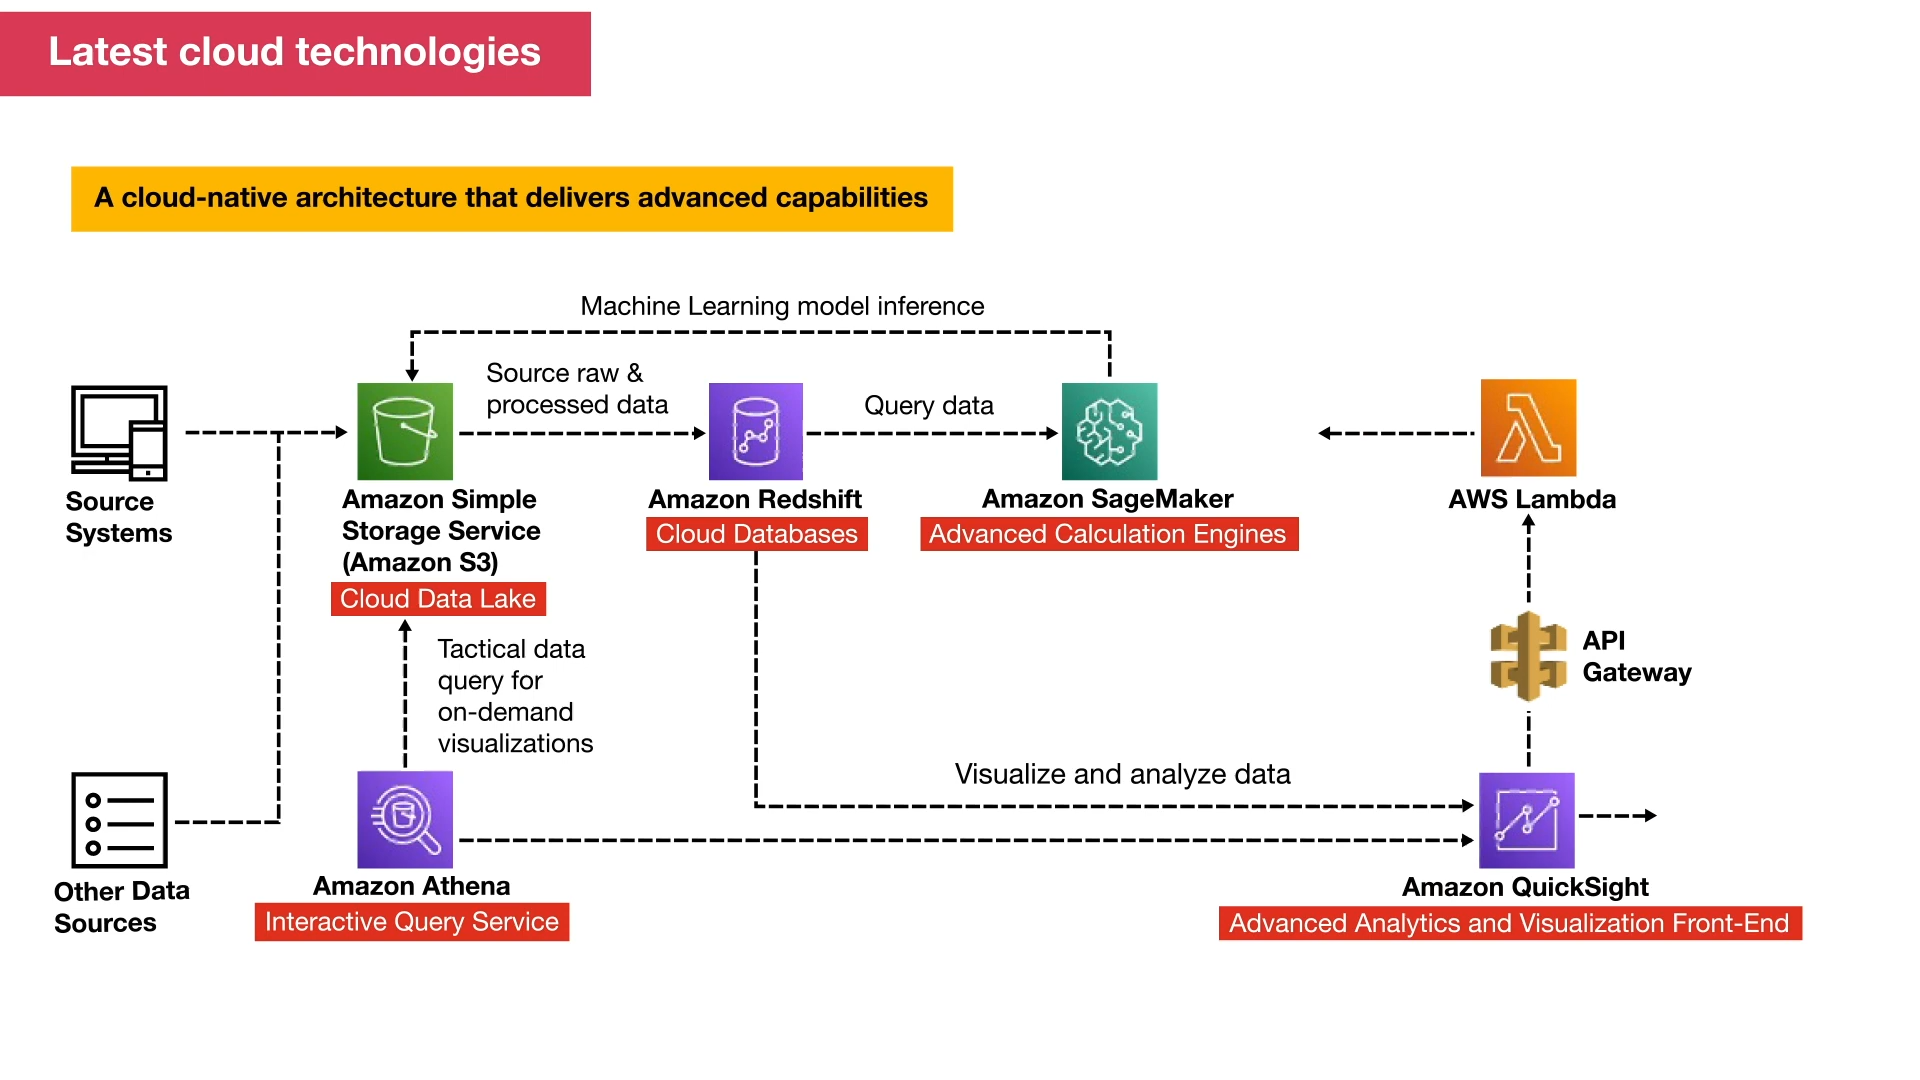 Latest cloud technologies
A cloud-native architecture that delivers advanced capabilities
Machine Learning model inference
Source raw &
processed data
Query data
Source
Systems
Amazon Simple
Storage Service
(Amazon S3)
Cloud Data Lake
Amazon Redshift
Cloud Databases
Amazon SageMaker
Advanced Calculation Engines
AWS Lambda
Tactical data
query for
on-demand
visualizations
API
Gateway
Visualize and analyze data
Other Data
Sources
Amazon Athena
Interactive Query Service
Amazon QuickSight
Advanced Analytics and Visualization Front-End